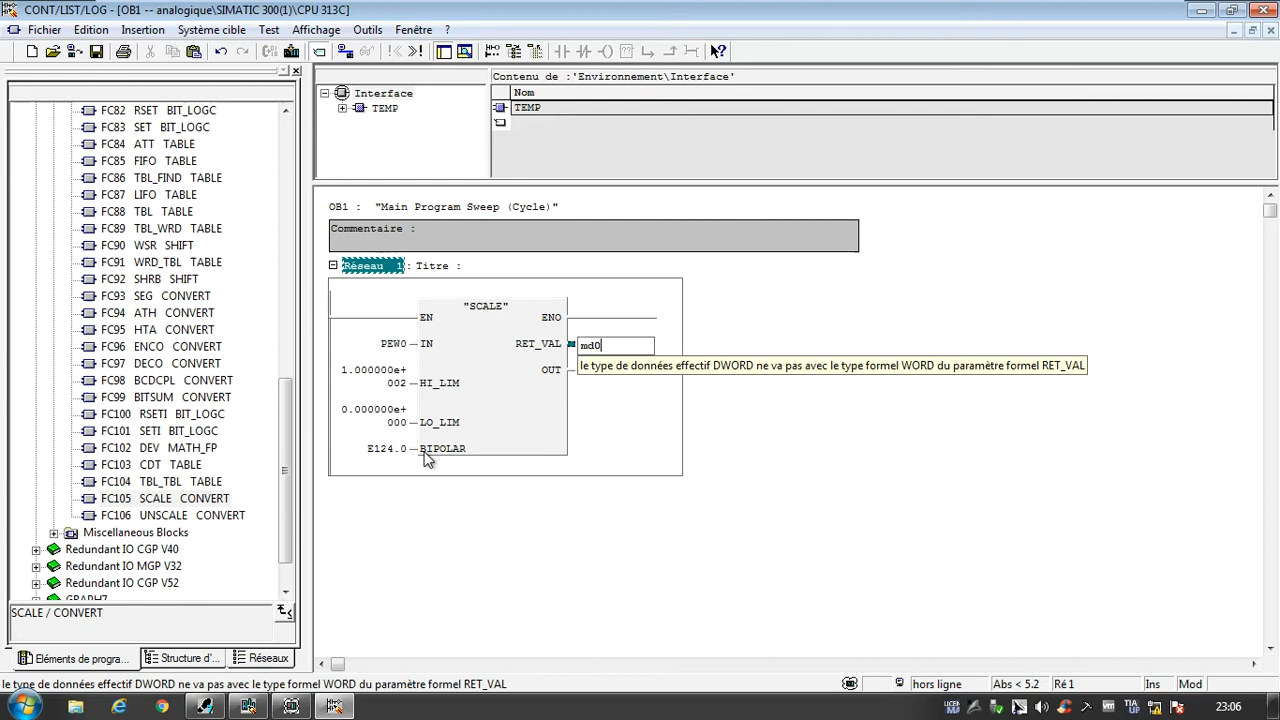 CONT/LIST/LOG - [OB1 -- analogique\SIMATIC 300(1)\CPU 313C]
Fichier Edition Insertion Système cible Test Affichage Outils Fenêtre ?
Contenu de :'Environnement\Interface'
Interface
TEMP
Nom
TEMP
FC82 RSET BIT_LOGC
FC83 SET BIT_LOGC
FC84 ATT TABLE
FC85 FIFO TABLE
FC86 TBL_FIND TABLE
FC87 LIFO TABLE
FC88 TBL TABLE
FC89 TBL_WRD TABLE
FC90 WSR SHIFT
FC91 WRD_TBL TABLE
FC92 SHRB SHIFT
FC93 SEG CONVERT
FC94 ATH CONVERT
FC95 HTA CONVERT
FC96 ENCO CONVERT
FC97 DECO CONVERT
FC98 BCDCPL CONVERT
FC99 BITSUM CONVERT
FC100 RSETI BIT_LOGC
FC101 SETI BIT_LOGC
FC102 DEV MATH_FP
FC103 CDT TABLE
FC104 TBL_TBL TABLE
FC105 SCALE CONVERT
FC106 UNSCALE CONVERT
Miscellaneous Blocks
Redundant IO CGP V40
Redundant IO MGP V32
Redundant IO CGP V52
GRAPH7
SCALE / CONVERT
Eléments de progra...
Structure d'...
Réseaux
OB1 : "Main Program Sweep (Cycle)"
Commentaire :
Réseau 1 : Titre :
"SCALE"
EN ENO
PEW0 IN RET_VAL md0
le type de données effectif DWORD ne va pas avec le type formel WORD du paramètre formel RET_VAL
OUT
1.000000e+
002 HI_LIM
0.000000e+
000 LO_LIM
E124.0 BIPOLAR
le type de données effectif DWORD ne va pas avec le type formel WORD du paramètre formel RET_VAL
hors ligne Abs < 5.2 Ré 1 Ins Mod
23:06